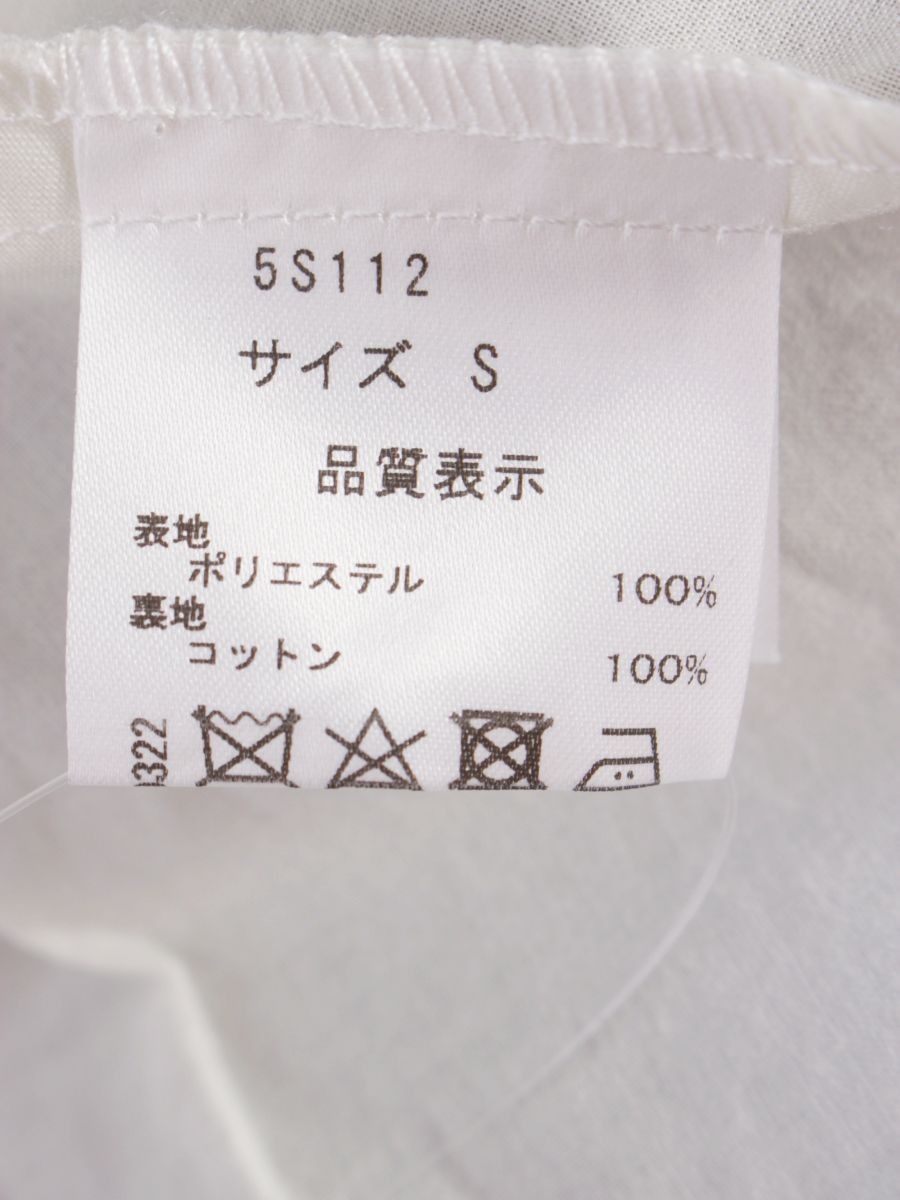 5S112
サイズ S
品質表示
表地
ポリエステル 100%
裏地
コットン 100%
322